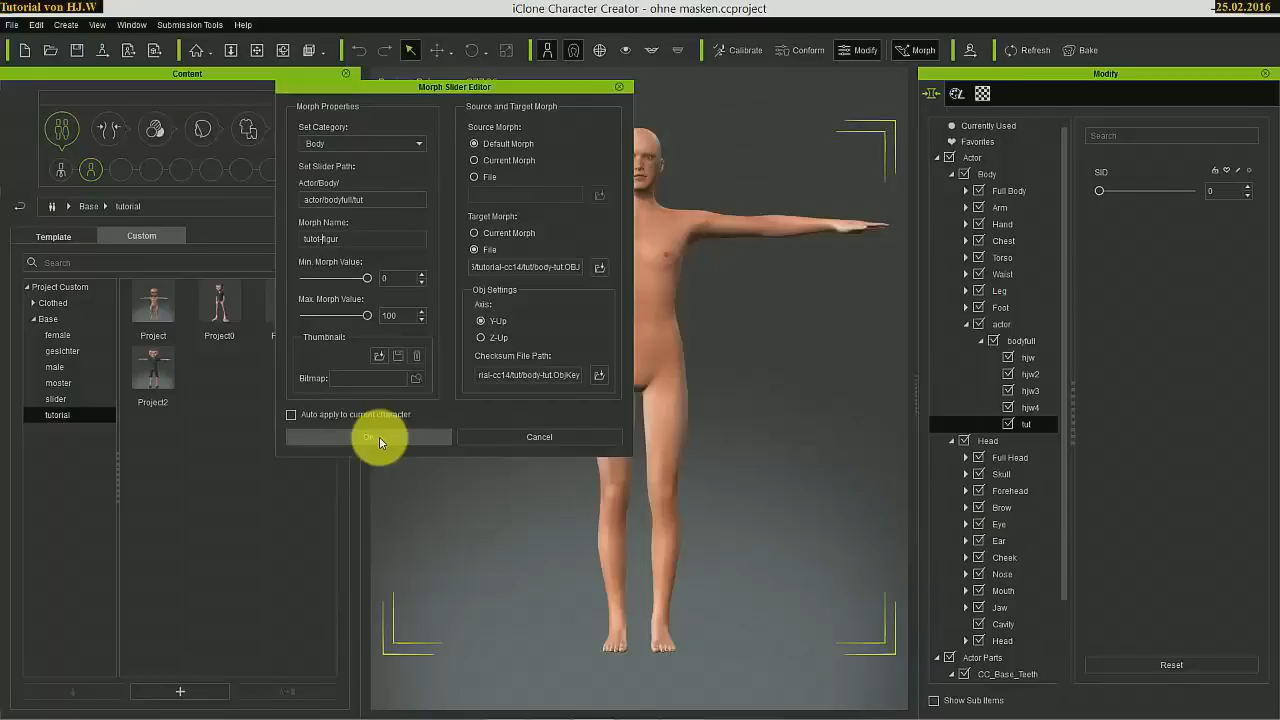 Tutorial von HJ.W
iClone Character Creator - ohne masken.ccproject
25.02.2016
File Edit Create View Window Submission Tools Help
Calibrate Conform Modify Morph Refresh Bake
Content
Morph Slider Editor
Modify
Morph Properties
Set Category:
Body
Set Slider Path:
Actor/Body/
actor/bodyfull/tut
Morph Name:
tutot-figur
Min. Morph Value:
0
Max. Morph Value:
100
Thumbnail:
Bitmap:
Auto apply to current character
Cancel
Source and Target Morph
Source Morph:
Default Morph
Current Morph
File
Target Morph:
Current Morph
File
/tutorial-cc14/tut/body-tut.OBJ
Obj Settings
Axis:
Y-Up
Z-Up
Checksum File Path:
rial-cc14/tut/body-tut.ObjKey
Base tutorial
Template Custom
Search
Project Custom
Clothed
Base
female
gesichter
male
moster
slider
tutorial
Project
Project0
Project2
Currently Used
Favorites
Actor
Body
Full Body
Arm
Hand
Chest
Torso
Waist
Leg
Foot
actor
bodyfull
hjw
hjw2
hjw3
hjw4
tut
Head
Full Head
Skull
Forehead
Brow
Eye
Ear
Cheek
Nose
Mouth
Jaw
Cavity
Head
Actor Parts
CC_Base_Teeth
Show Sub Items
Search
SID
0
Reset